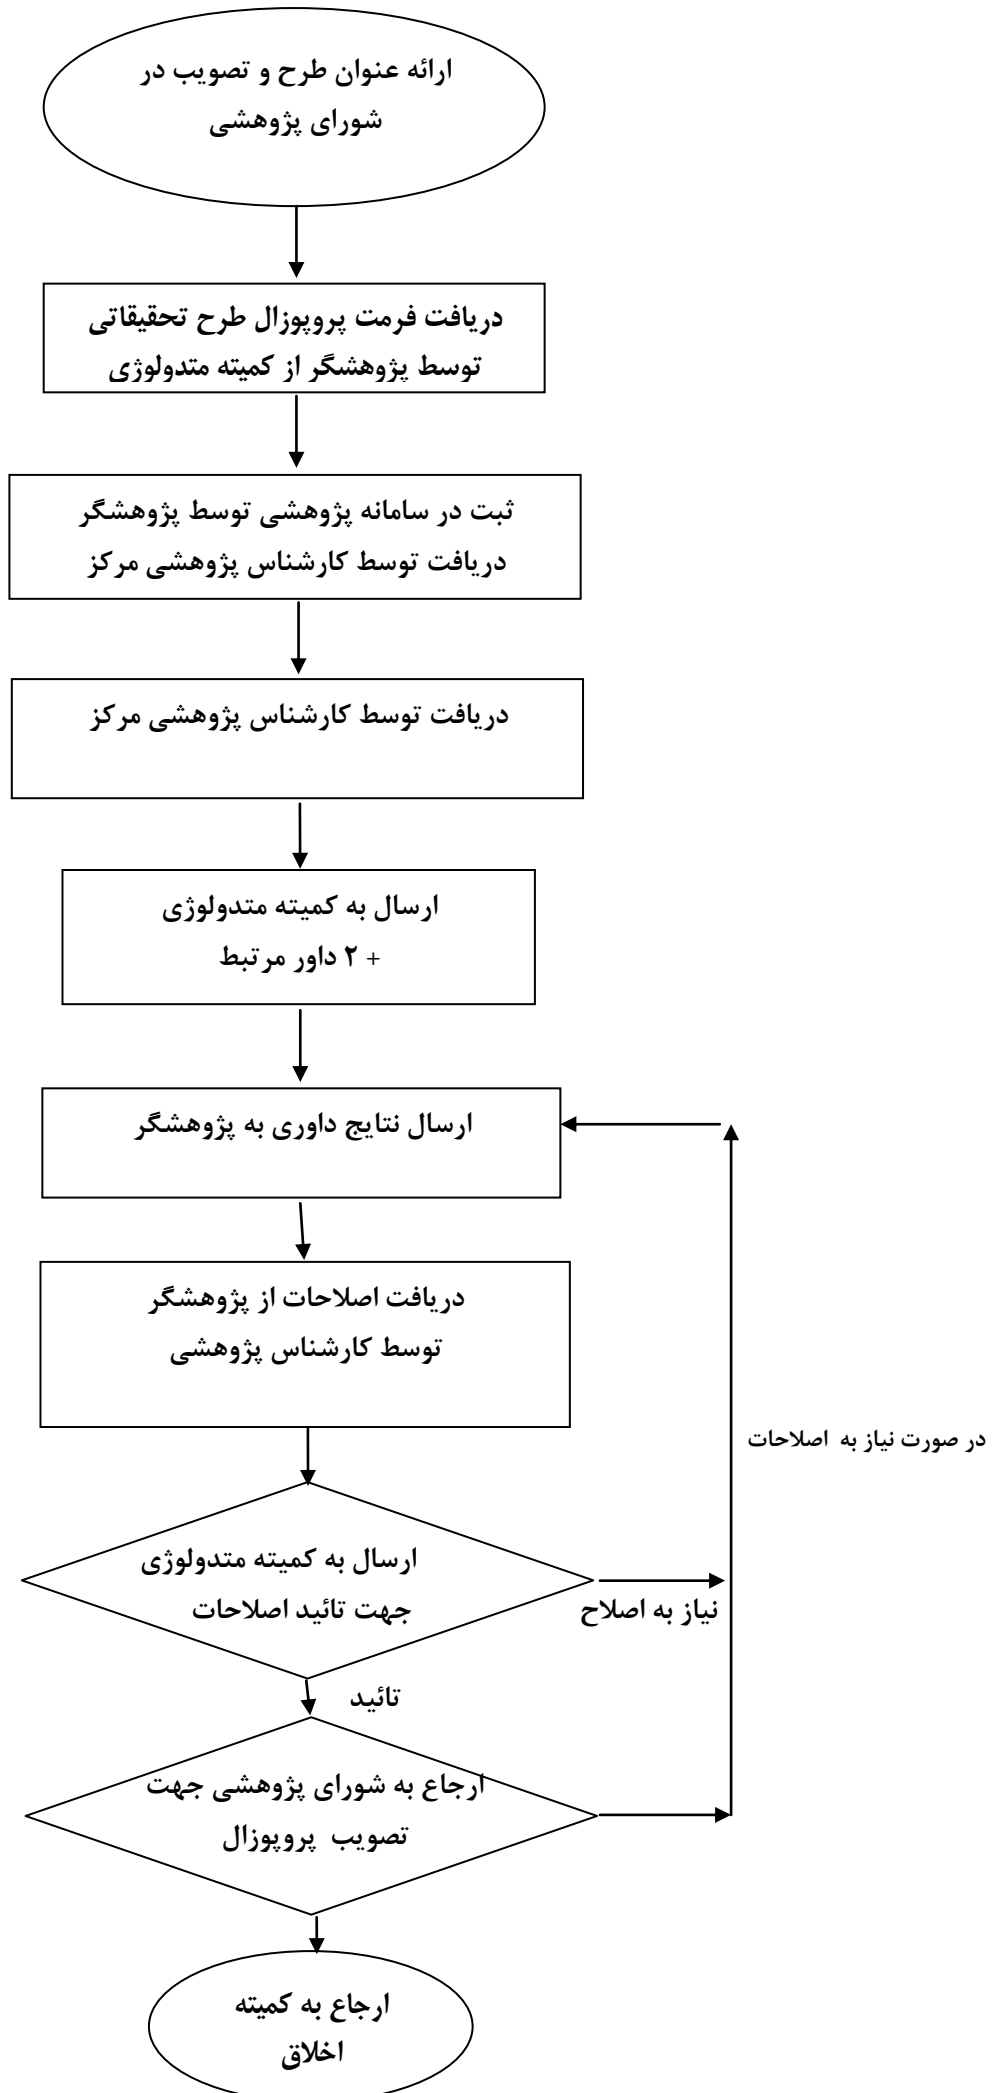 ارائه عنوان طرح و تصویب در
شورای پژوهشی
دریافت فرمت پروپوزال طرح تحقیقاتی
توسط پژوهشگر از کمیته متدولوژی
ثبت در سامانه پژوهشی توسط پژوهشگر
دریافت توسط کارشناس پژوهشی مرکز
دریافت توسط کارشناس پژوهشی مرکز
ارسال به کمیته متدولوژی
+ ۲ داور مرتبط
ارسال نتایج داوری به پژوهشگر
دریافت اصلاحات از پژوهشگر
توسط کارشناس پژوهشی
در صورت نیاز به اصلاحات
ارسال به کمیته متدولوژی
جهت تائید اصلاحات
نیاز به اصلاح
تائید
ارجاع به شورای پژوهشی جهت
تصویب پروپوزال
ارجاع به کمیته
اخلاق